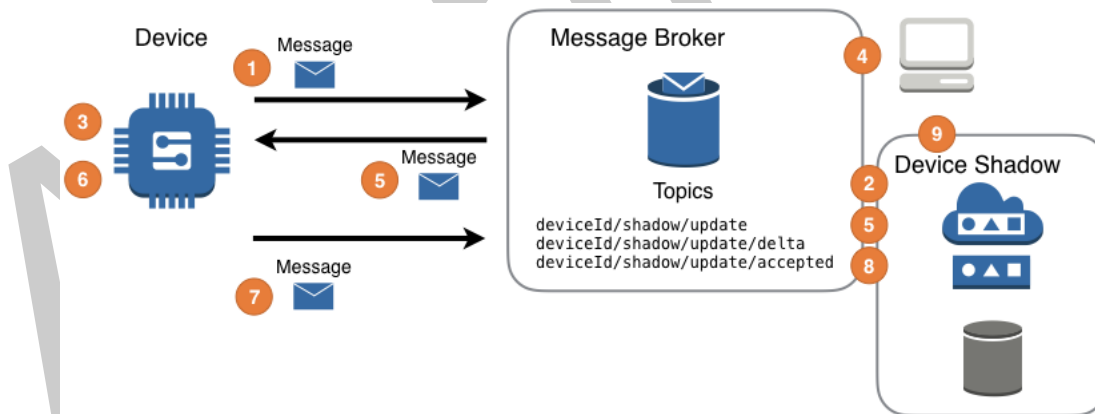 Device
Message
1
3
6
Message
5
Message
7
Message Broker
Topics
deviceId/shadow/update
deviceId/shadow/update/delta
deviceId/shadow/update/accepted
4
9
Device Shadow
2
5
8